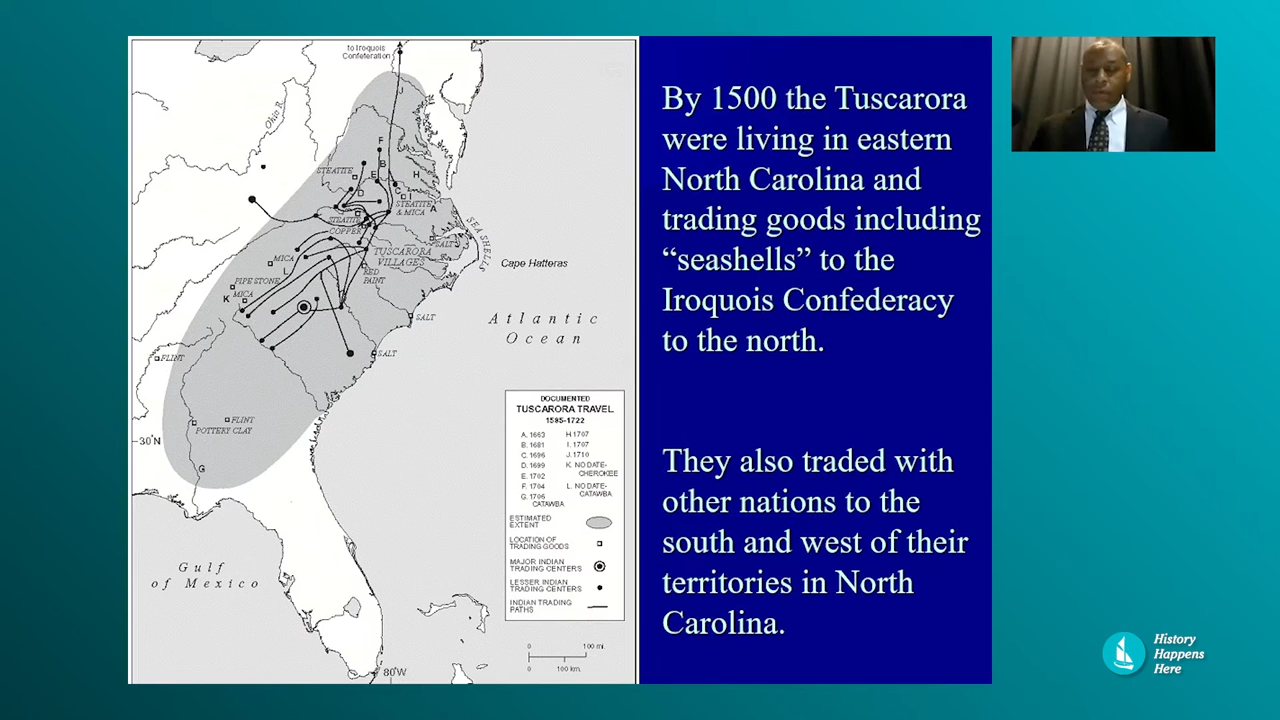 to Iroquois
Confeteration
A
J
Ohio R
F
B
STEATITE
E
H
D
C
I
STEATITE
& MICA
A
STEATITE
COPPER
SEA SHELLS
SALT
MICA
TUSCARORA
VILLAGES
Cape Hatteras
L
RED
PAINT
PIPE STONE
K
MICA
SALT
Atlantic
Ocean
FLINT
SALT
FLINT
POTTERY CLAY
30°N
G
Gulf
of Mexico
80°W
DOCUMENTED
TUSCARORA TRAVEL
1585-1722
A. 1663
B. 1681
C. 1696
D. 1699
E. 1702
F. 1704
G. 1706
CATAWBA
H. 1707
I. 1707
J. 1710
K. NO DATE-
CHEROKEE
L. NO DATE-
CATAWBA
ESTIMATED
EXTENT
LOCATION OF
TRADING GOODS
MAJOR INDIAN
TRADING CENTERS
LESSER INDIAN
TRADING CENTERS
INDIAN TRADING
PATHS
0 100 mi.
0 100 km.
By 1500 the Tuscarora
were living in eastern
North Carolina and
trading goods including
“seashells” to the
Iroquois Confederacy
to the north.
They also traded with
other nations to the
south and west of their
territories in North
Carolina.
History
Happens
Here